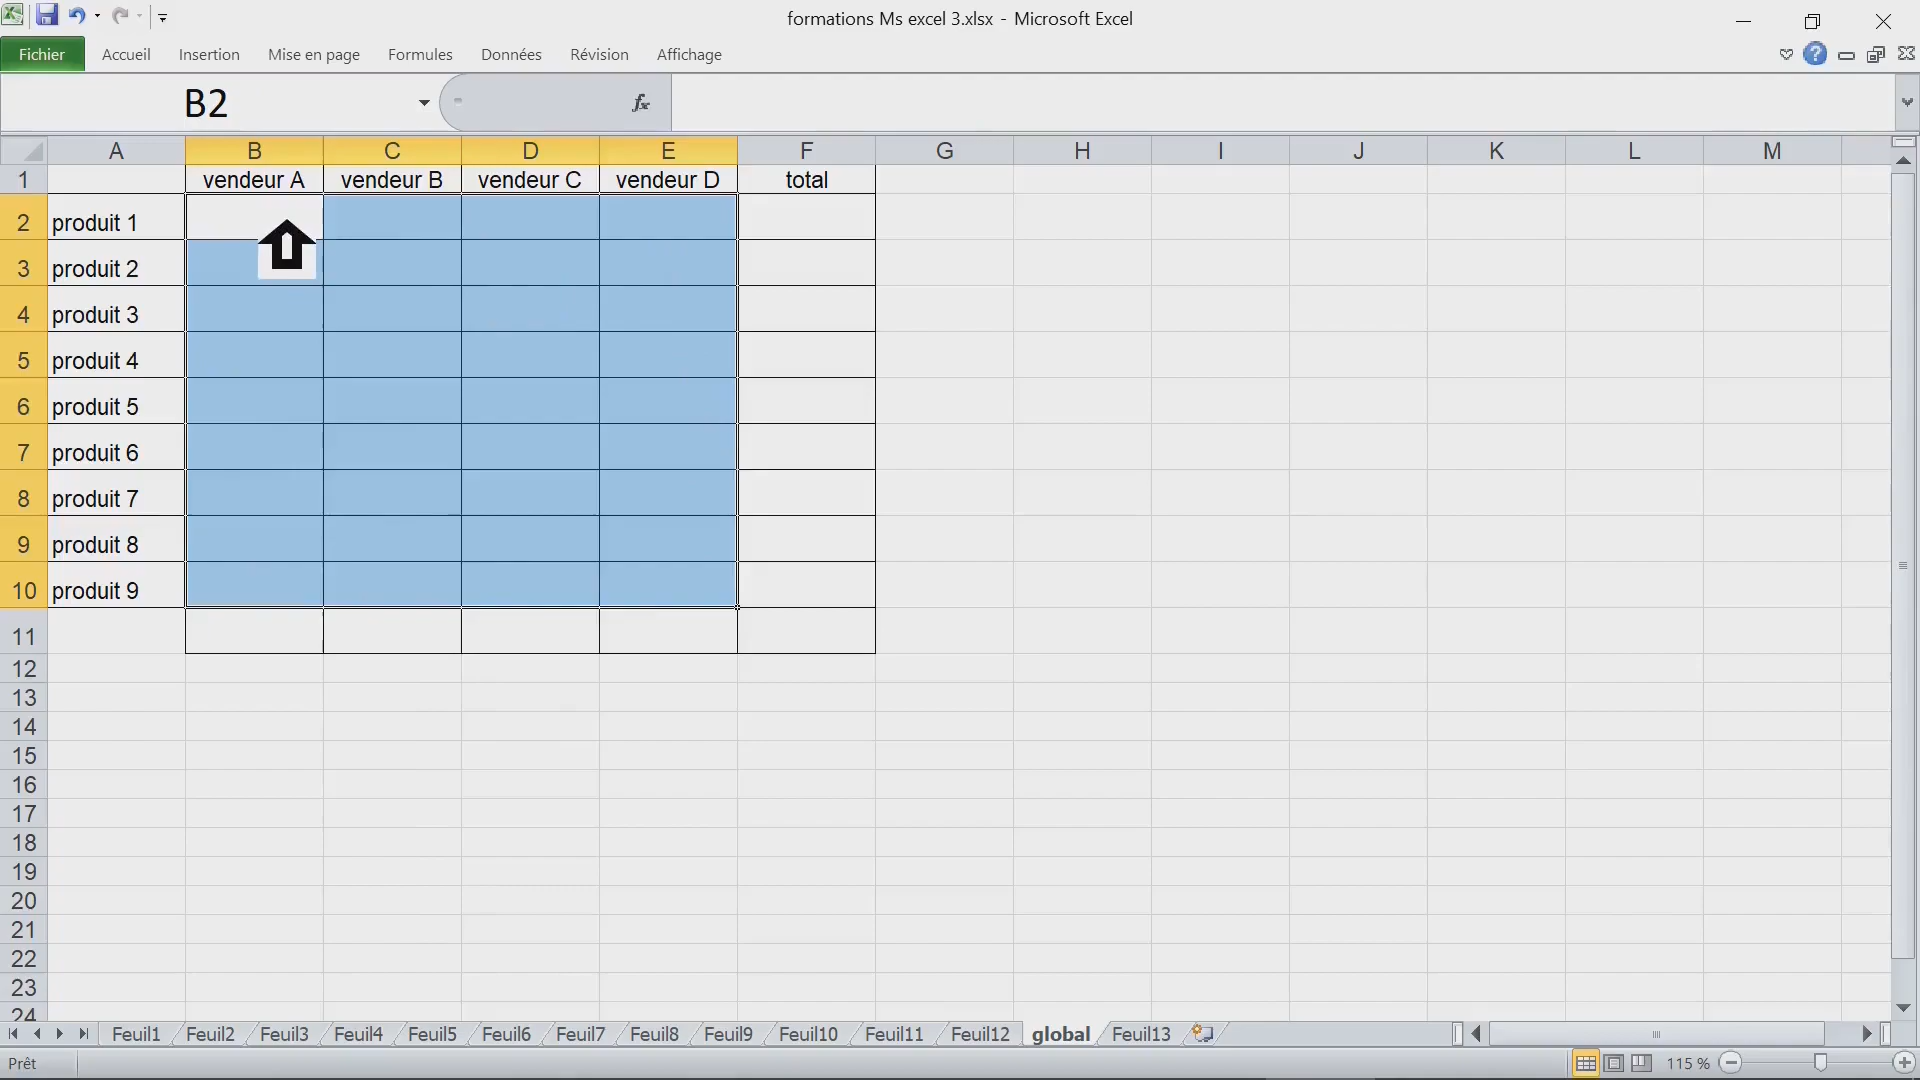 formations Ms excel 3.xlsx - Microsoft Excel
Fichier Accueil Insertion Mise en page Formules Données Révision Affichage
B2 fx
A B C D E F G H I J K L M
1 vendeur A vendeur B vendeur C vendeur D total
2 produit 1
3 produit 2
4 produit 3
5 produit 4
6 produit 5
7 produit 6
8 produit 7
9 produit 8
10 produit 9
11
12
13
14
15
16
17
18
19
20
21
22
23
24
Feuil1 Feuil2 Feuil3 Feuil4 Feuil5 Feuil6 Feuil7 Feuil8 Feuil9 Feuil10 Feuil11 Feuil12 global Feuil13
Prêt 115 %